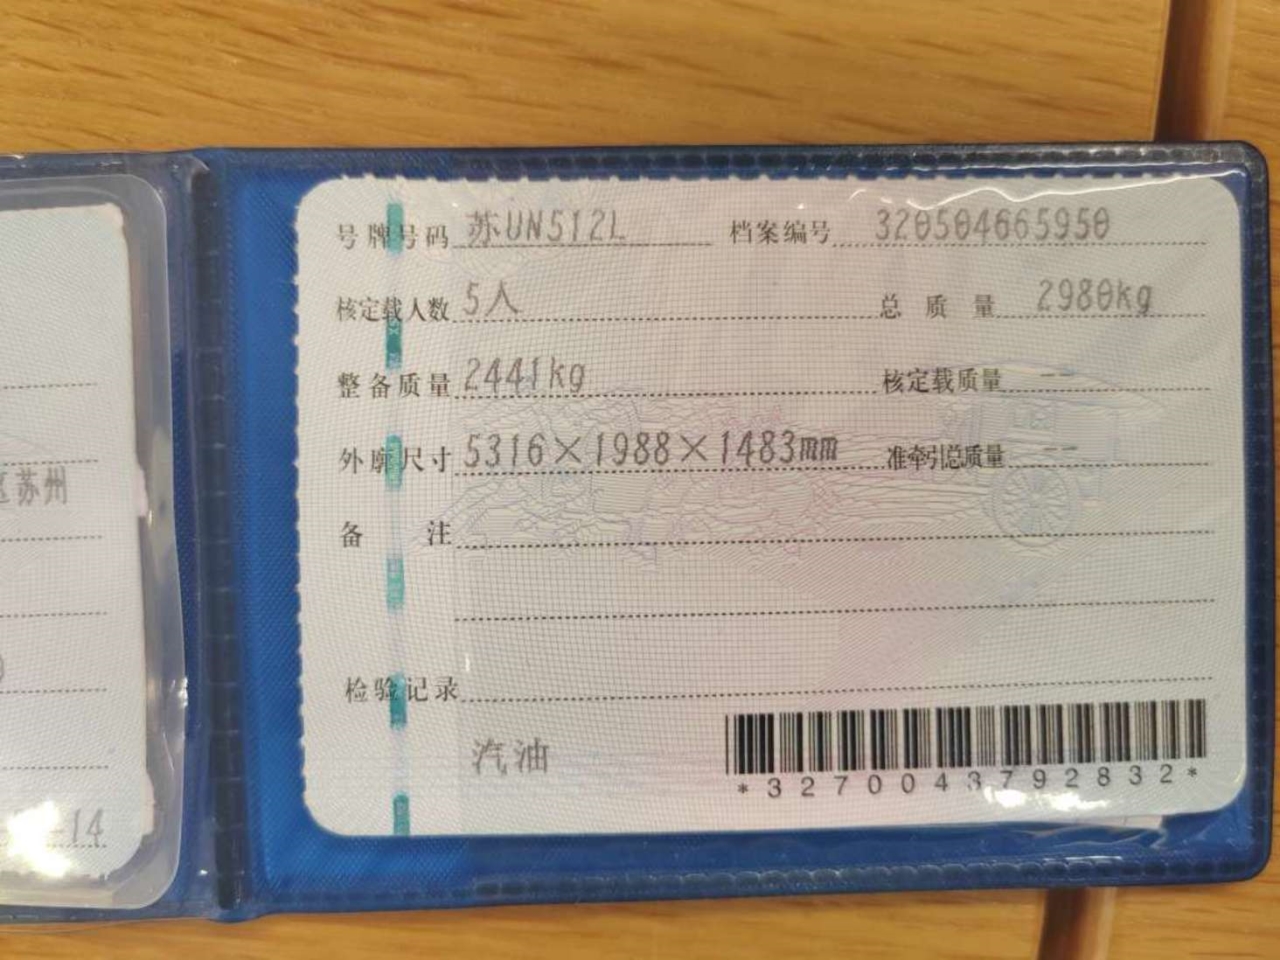 号牌号码 苏UN512L 档案编号 320504665950
核定载人数 5人 总质量 2980kg
整备质量 2441kg 核定载质量 --
外廓尺寸 5316×1988×1483mm 准牵引总质量 --
备注
检验记录
汽油
*3270043792832*
苏州
-14